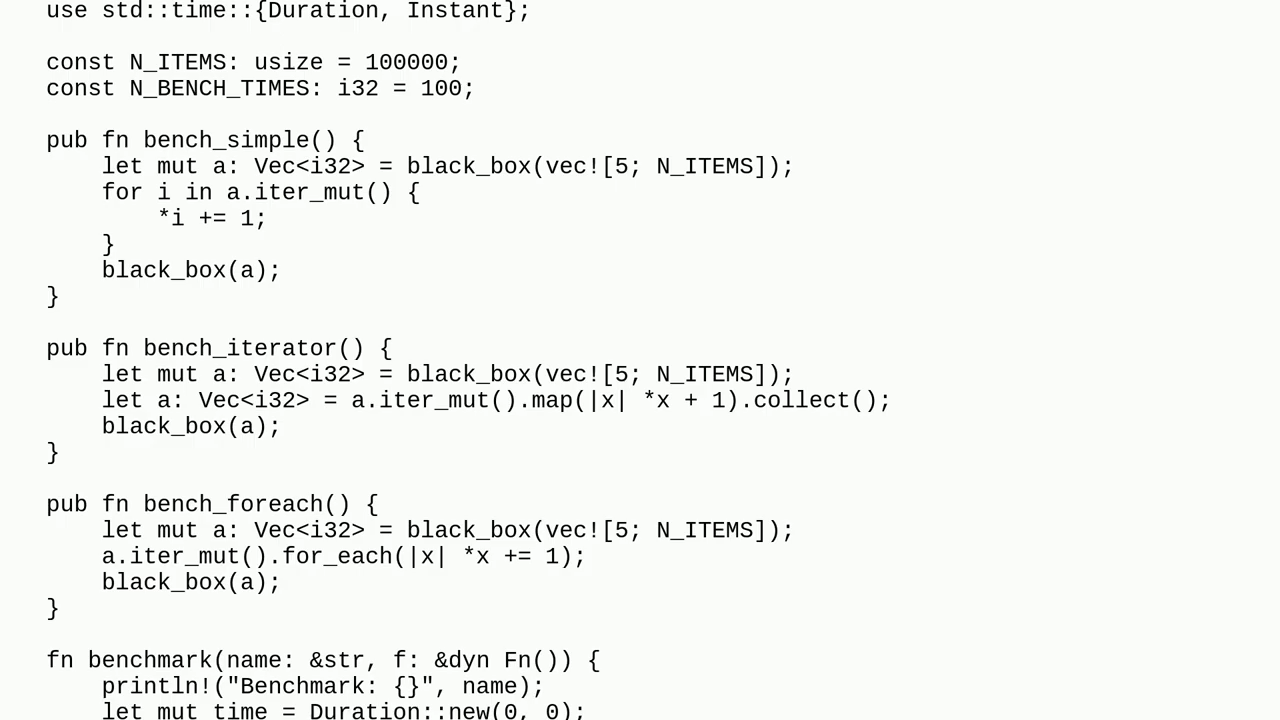 use std::time::{Duration, Instant};

const N_ITEMS: usize = 100000;
const N_BENCH_TIMES: i32 = 100;

pub fn bench_simple() {
    let mut a: Vec<i32> = black_box(vec![5; N_ITEMS]);
    for i in a.iter_mut() {
        *i += 1;
    }
    black_box(a);
}

pub fn bench_iterator() {
    let mut a: Vec<i32> = black_box(vec![5; N_ITEMS]);
    let a: Vec<i32> = a.iter_mut().map(|x| *x + 1).collect();
    black_box(a);
}

pub fn bench_foreach() {
    let mut a: Vec<i32> = black_box(vec![5; N_ITEMS]);
    a.iter_mut().for_each(|x| *x += 1);
    black_box(a);
}

fn benchmark(name: &str, f: &dyn Fn()) {
    println!("Benchmark: {}", name);
    let mut time = Duration::new(0, 0);